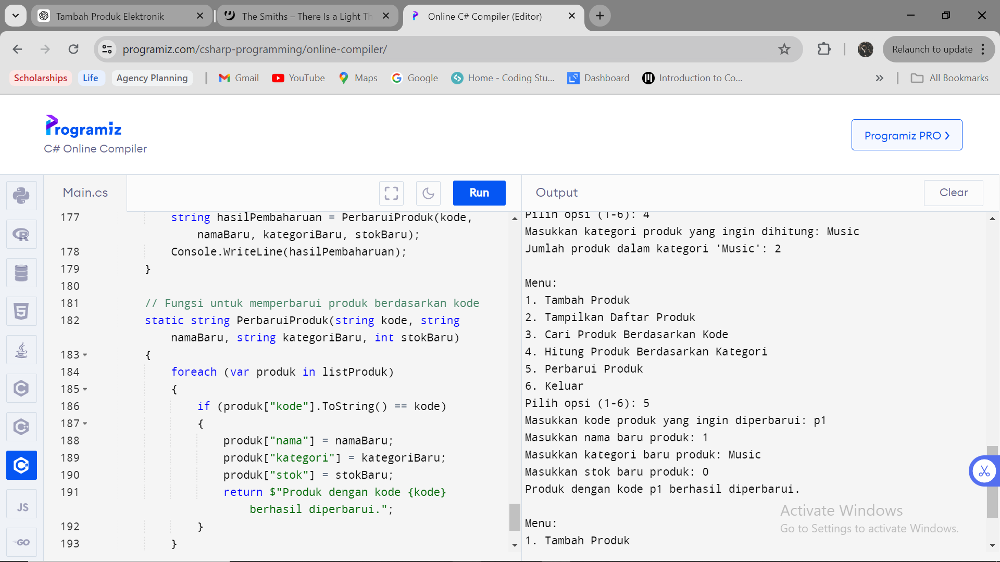 Tambah Produk Elektronik
The Smiths – There Is a Light Th
Online C# Compiler (Editor)
programiz.com/csharp-programming/online-compiler/
Relaunch to update
Scholarships
Life
Agency Planning
Gmail
YouTube
Maps
Google
Home - Coding Stu...
Dashboard
Introduction to Co...
All Bookmarks
Programiz
C# Online Compiler
Programiz PRO
Main.cs
Run
177 string hasilPembaharuan = PerbaruiProduk(kode,
namaBaru, kategoriBaru, stokBaru);
178 Console.WriteLine(hasilPembaharuan);
179 }
180
181 // Fungsi untuk memperbarui produk berdasarkan kode
182 static string PerbaruiProduk(string kode, string
namaBaru, string kategoriBaru, int stokBaru)
183 {
184 foreach (var produk in listProduk)
185 {
186 if (produk["kode"].ToString() == kode)
187 {
188 produk["nama"] = namaBaru;
189 produk["kategori"] = kategoriBaru;
190 produk["stok"] = stokBaru;
191 return $"Produk dengan kode {kode}
berhasil diperbarui.";
192 }
193 }
JS
GO
Output
Clear
Pilih opsi (1-6): 4
Masukkan kategori produk yang ingin dihitung: Music
Jumlah produk dalam kategori 'Music': 2
Menu:
1. Tambah Produk
2. Tampilkan Daftar Produk
3. Cari Produk Berdasarkan Kode
4. Hitung Produk Berdasarkan Kategori
5. Perbarui Produk
6. Keluar
Pilih opsi (1-6): 5
Masukkan kode produk yang ingin diperbarui: p1
Masukkan nama baru produk: 1
Masukkan kategori baru produk: Music
Masukkan stok baru produk: 0
Produk dengan kode p1 berhasil diperbarui.
Menu:
1. Tambah Produk
Activate Windows
Go to Settings to activate Windows.